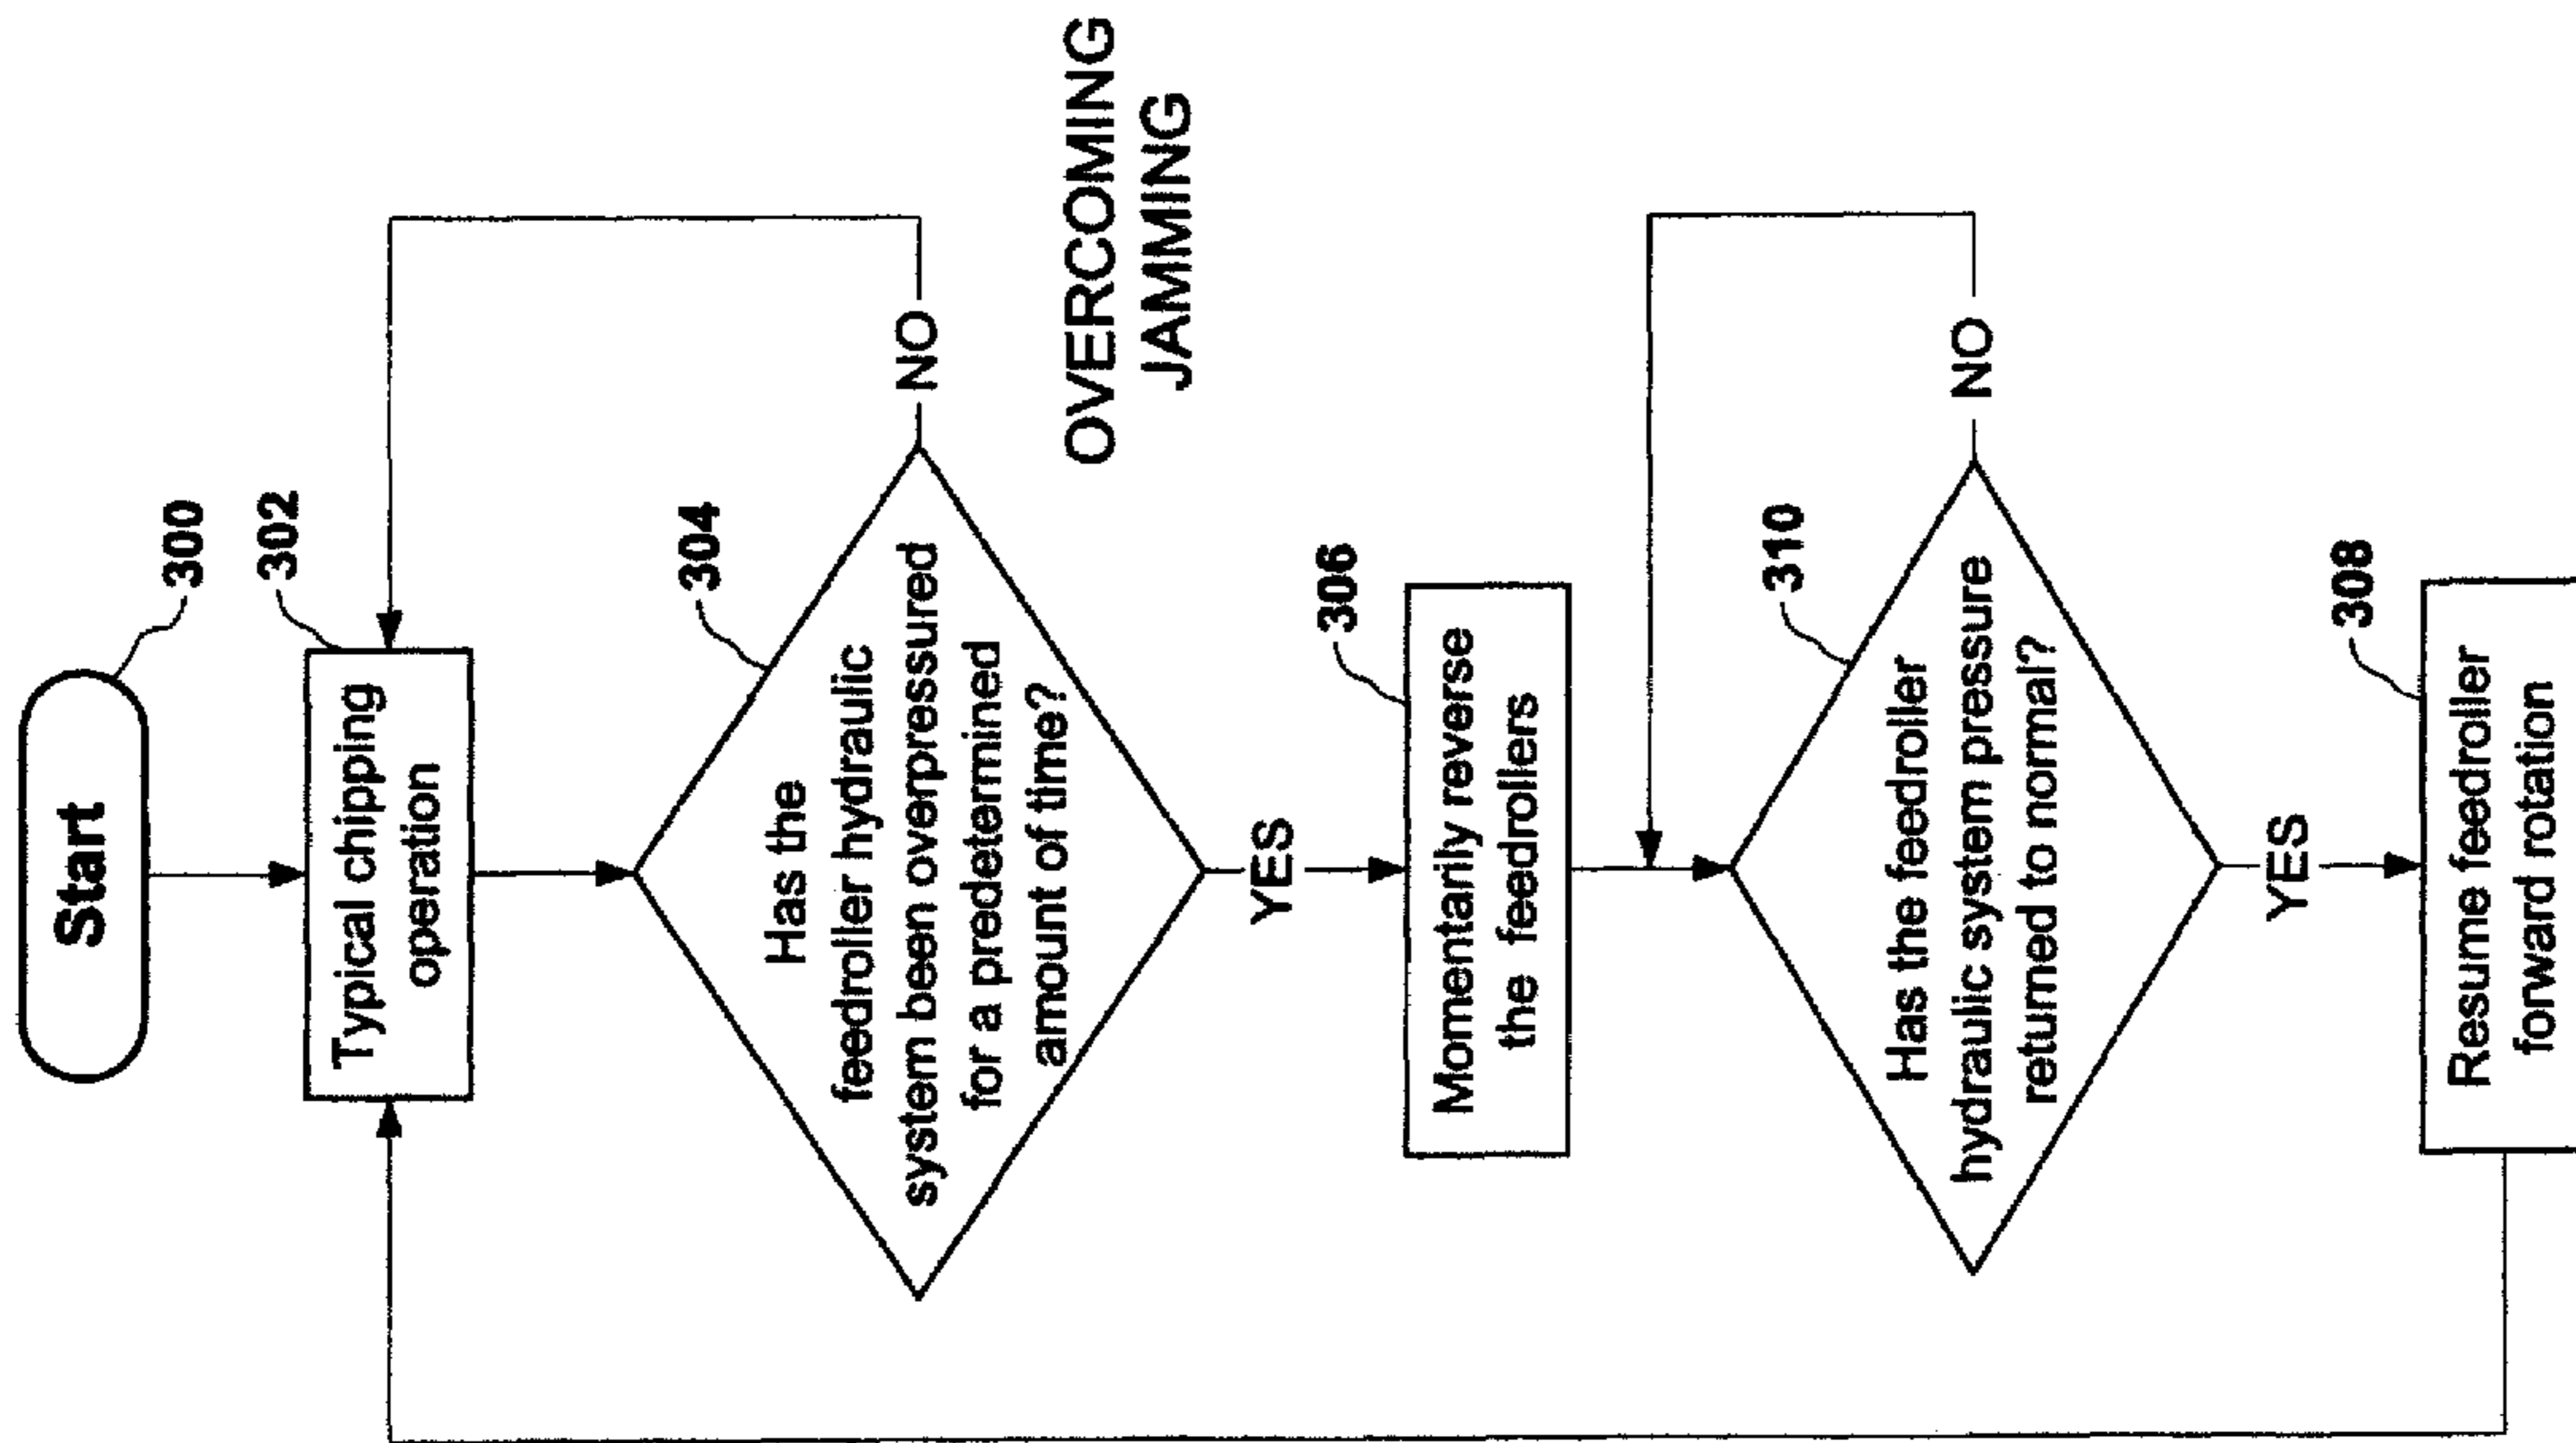 Start
300
302
Typical chipping
operation
304
Has the
feedroller hydraulic
system been overpressured
for a predetermined
amount of time?
NO
OVERCOMING
JAMMING
YES
306
Momentarily reverse
the feedrollers
310
Has the feedroller
hydraulic system pressure
returned to normal?
NO
YES
308
Resume feedroller
forward rotation